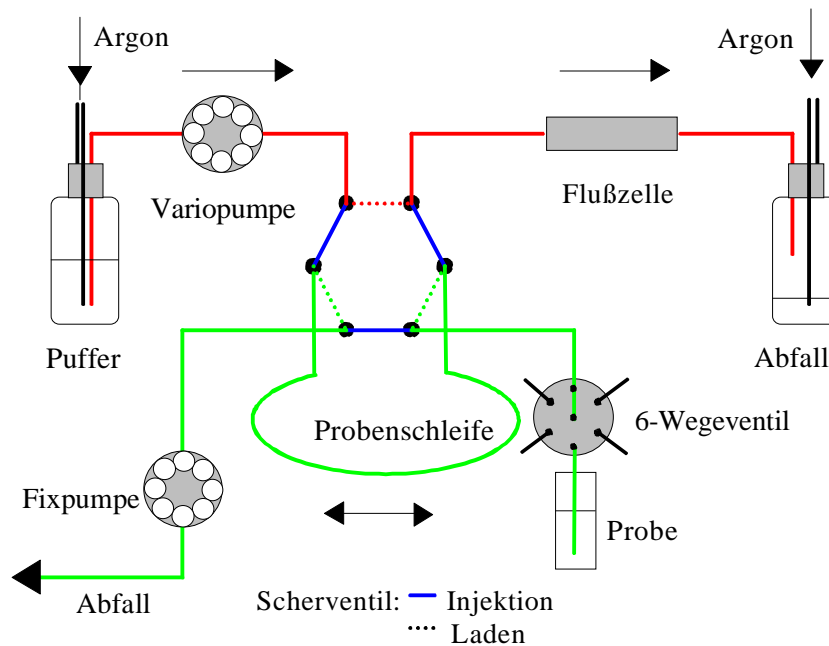 Argon
Argon
Variopumpe
Flußzelle
Puffer
Abfall
Probenschleife
6-Wegeventil
Fixpumpe
Probe
Abfall
Scherventil: Injektion
Laden